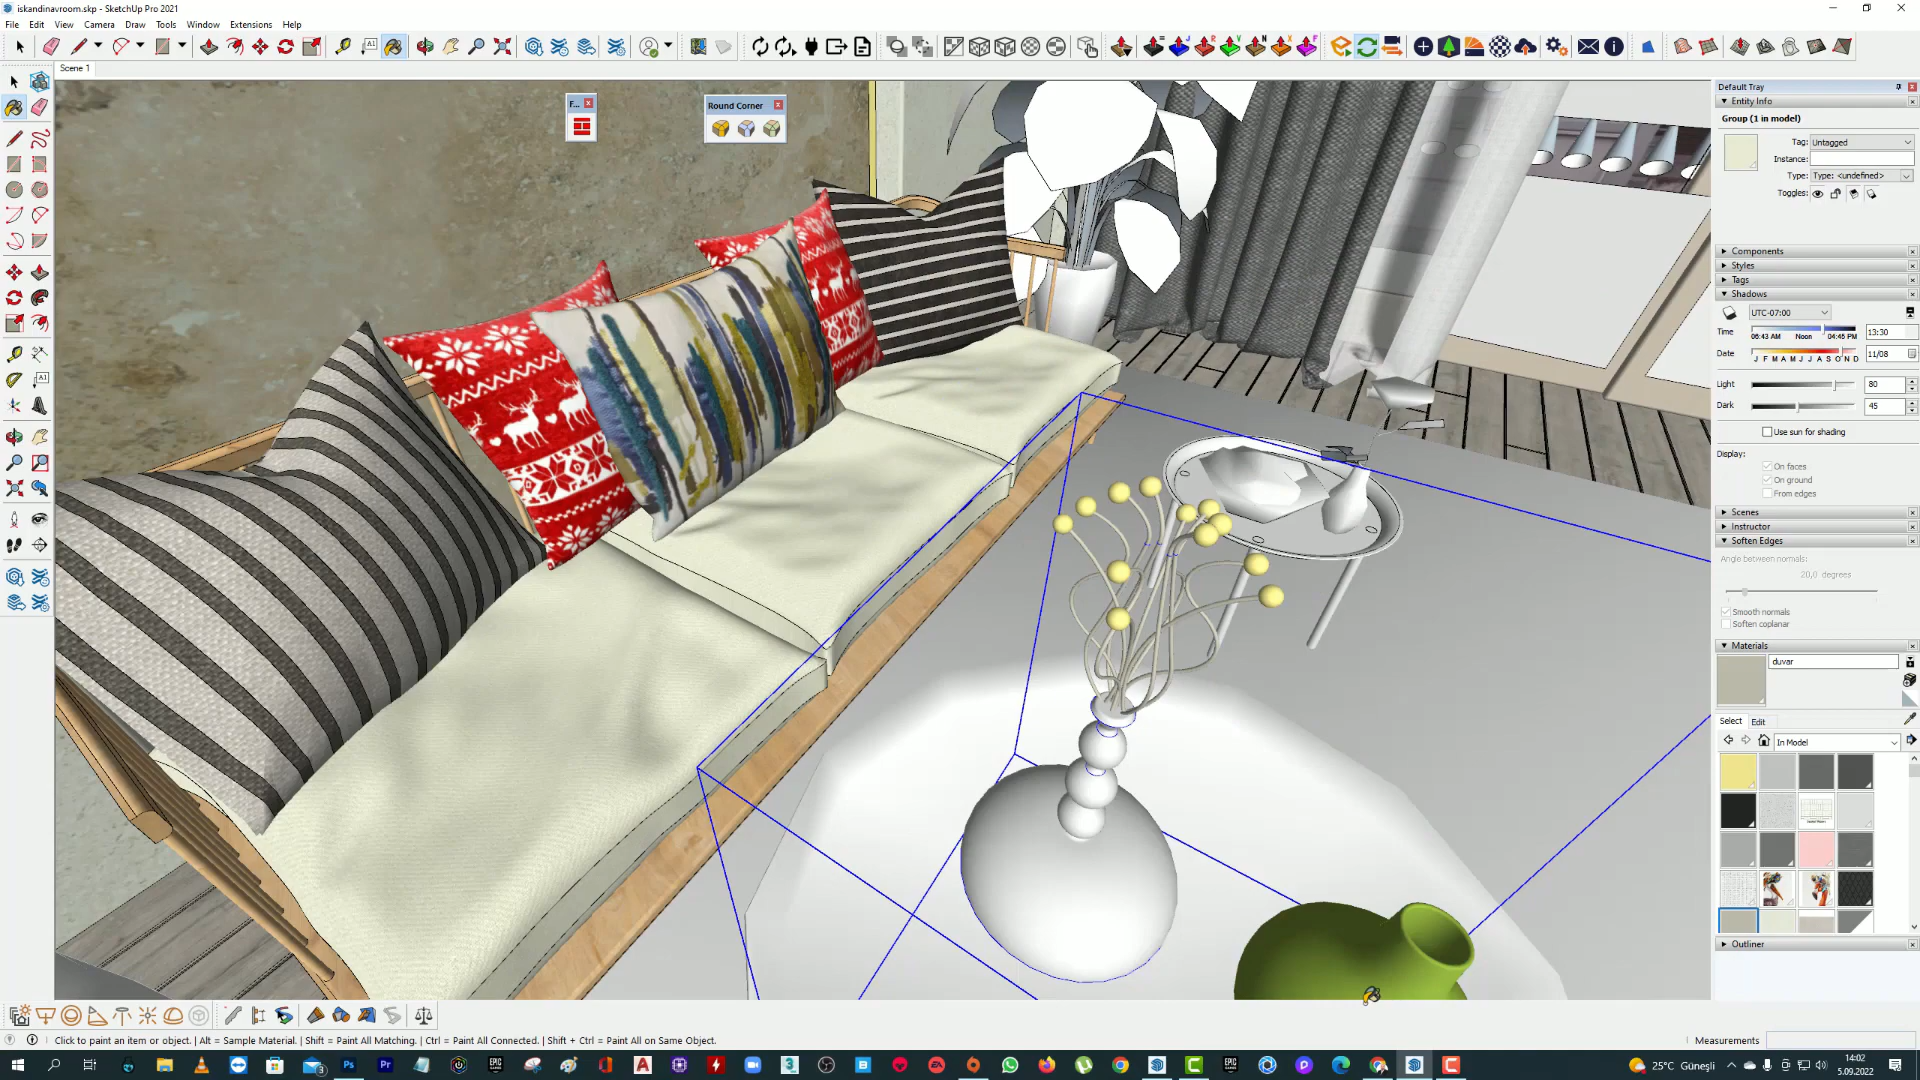 iskandinavroom.skp - SketchUp Pro 2021
File Edit View Camera Draw Tools Window Extensions Help
Scene 1
F...
Round Corner
Default Tray
Entity Info
Group (1 in model)
Tag: Untagged
Instance:
Type: Type: <undefined>
Toggles:
Components
Styles
Tags
Shadows
UTC-07:00
Time 06:43 AM Noon 04:45 PM 13:30
Date J F M A M J J A S O N D 11/08
Light 80
Dark 45
Use sun for shading
Display:
On faces
On ground
From edges
Scenes
Instructor
Soften Edges
Angle between normals:
20,0 degrees
Smooth normals
Soften coplanar
Materials
duvar
Select Edit
In Model
Outliner
Click to paint an item or object. | Alt = Sample Material. | Shift = Paint All Matching. | Ctrl = Paint All Connected. | Shift + Ctrl = Paint All on Same Object.
Measurements
25°C Güneşli
14:02
5.09.2022